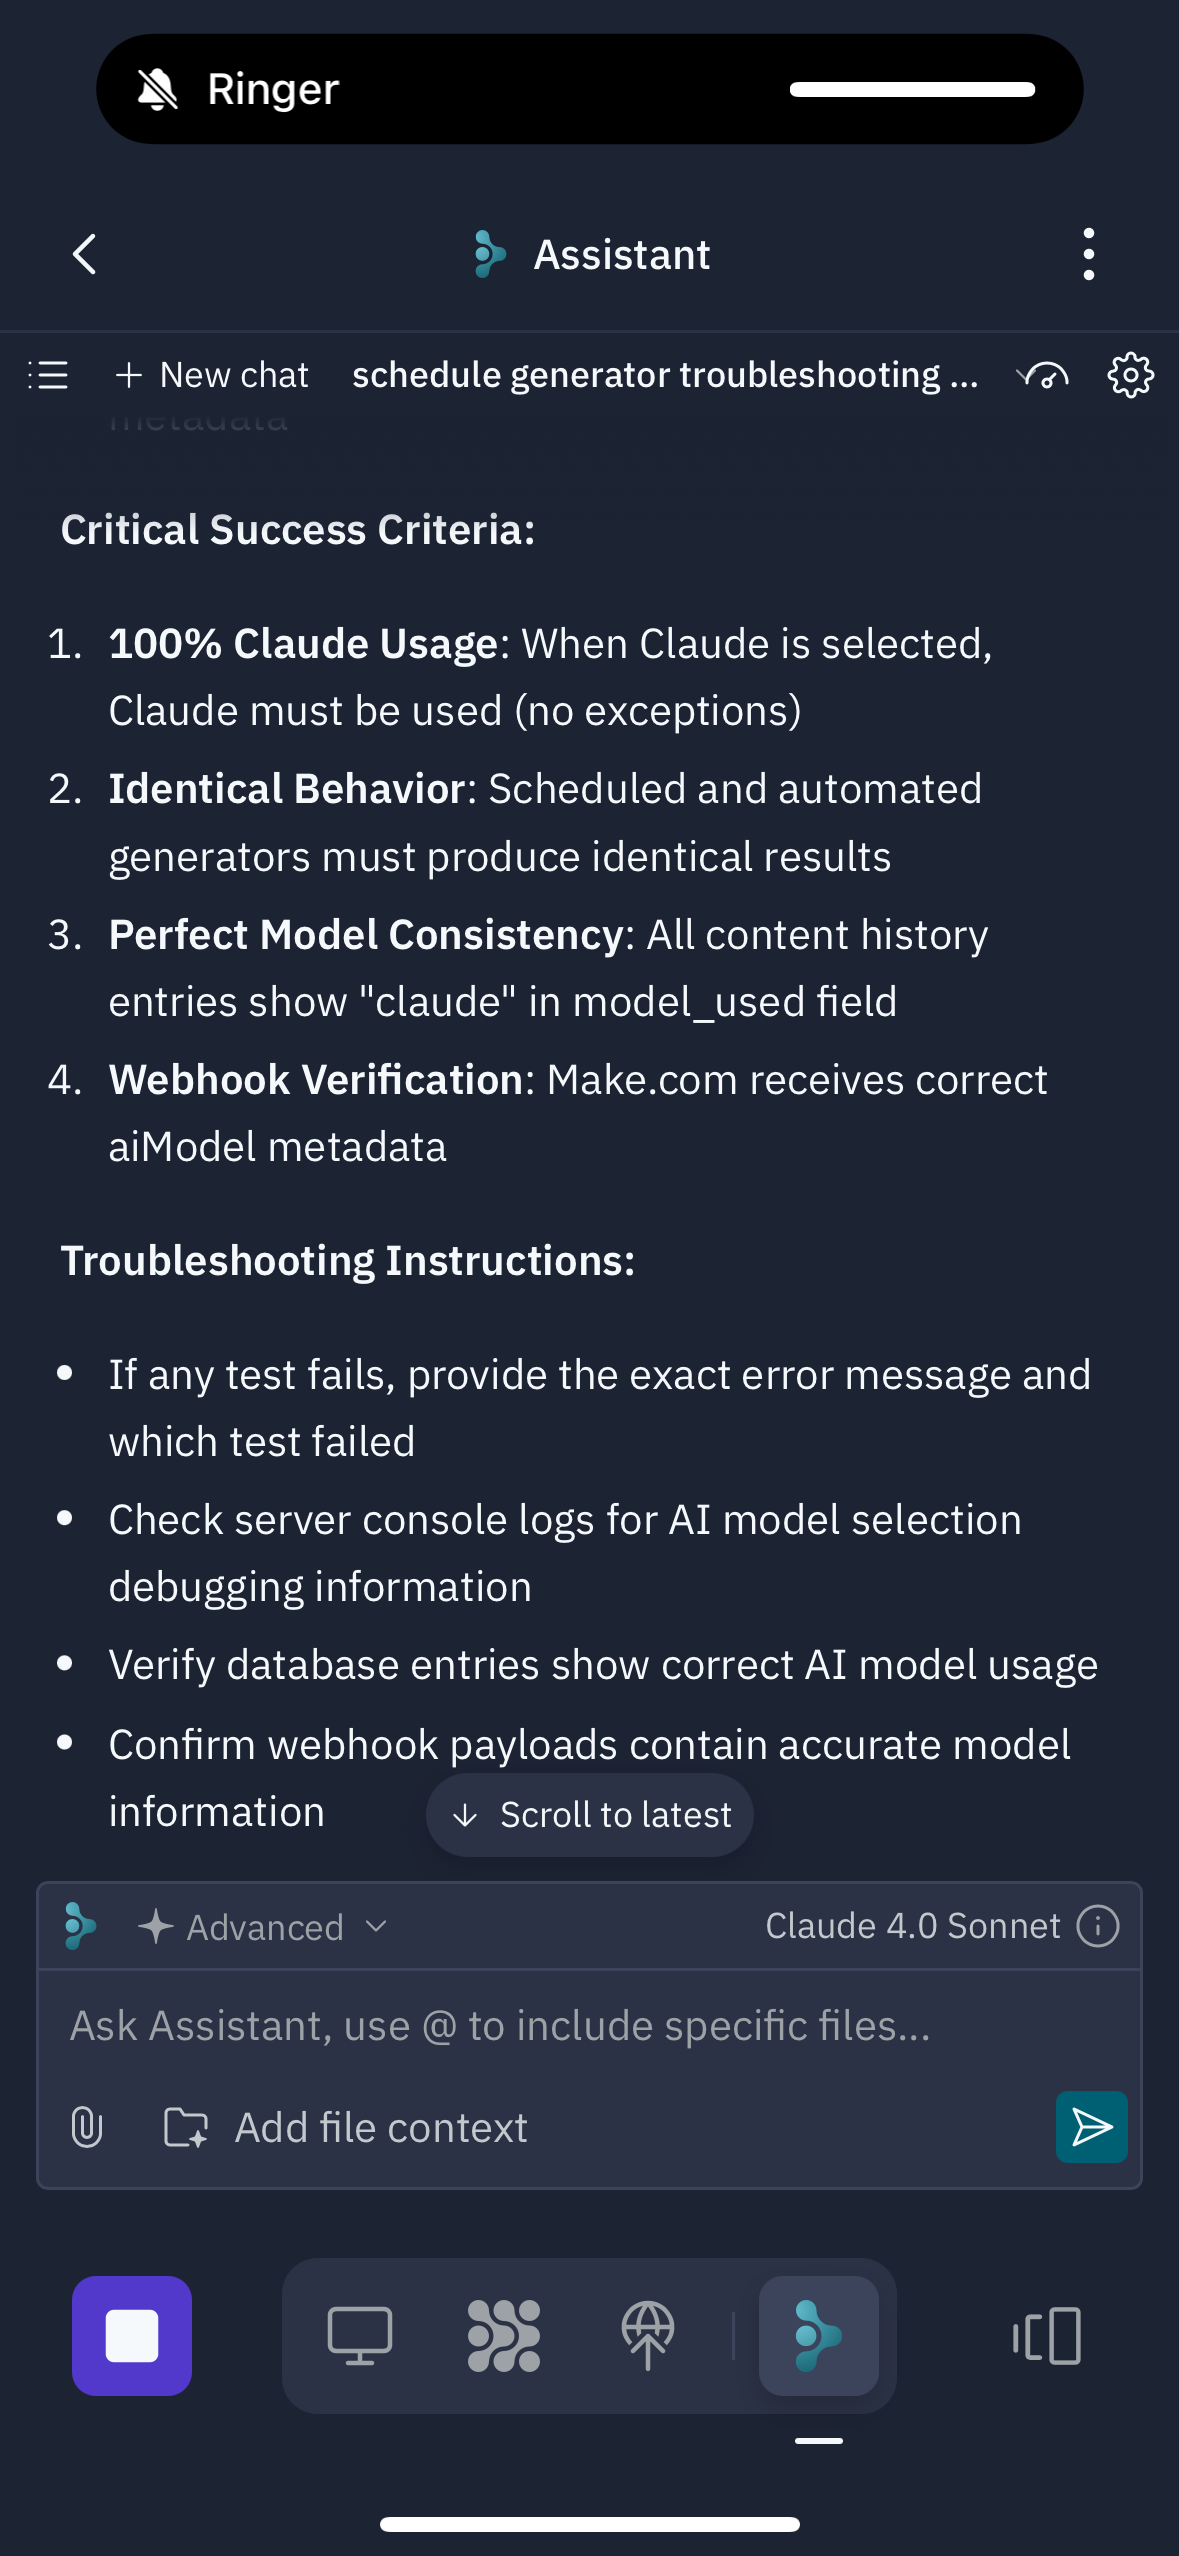 Ringer
Assistant
New chat
schedule generator troubleshooting ...
metadata
Critical Success Criteria:
1. 100% Claude Usage: When Claude is selected,
Claude must be used (no exceptions)
2. Identical Behavior: Scheduled and automated
generators must produce identical results
3. Perfect Model Consistency: All content history
entries show "claude" in model_used field
4. Webhook Verification: Make.com receives correct
aiModel metadata
Troubleshooting Instructions:
• If any test fails, provide the exact error message and
which test failed
• Check server console logs for AI model selection
debugging information
• Verify database entries show correct AI model usage
• Confirm webhook payloads contain accurate model
information
Scroll to latest
Advanced
Claude 4.0 Sonnet
Ask Assistant, use @ to include specific files...
Add file context